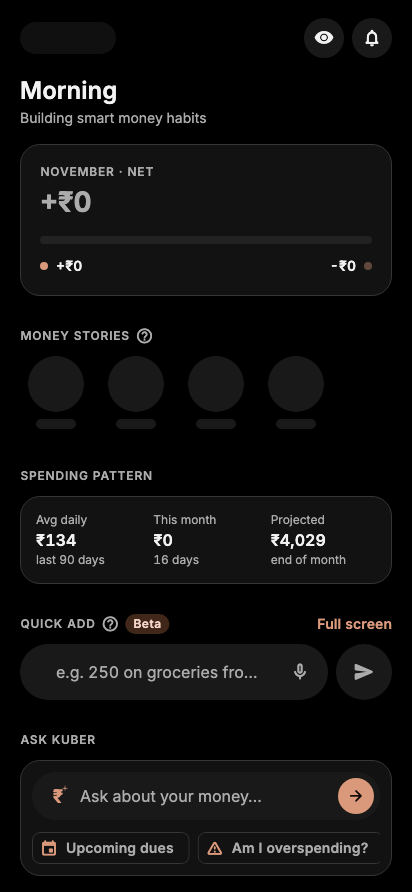 Morning
Building smart money habits
NOVEMBER · NET
+₹0
+₹0
-₹0
MONEY STORIES
SPENDING PATTERN
Avg daily
This month
Projected
₹134
₹0
₹4,029
last 90 days
16 days
end of month
QUICK ADD
Beta
Full screen
e.g. 250 on groceries fro...
ASK KUBER
Ask about your money...
Upcoming dues
Am I overspending?